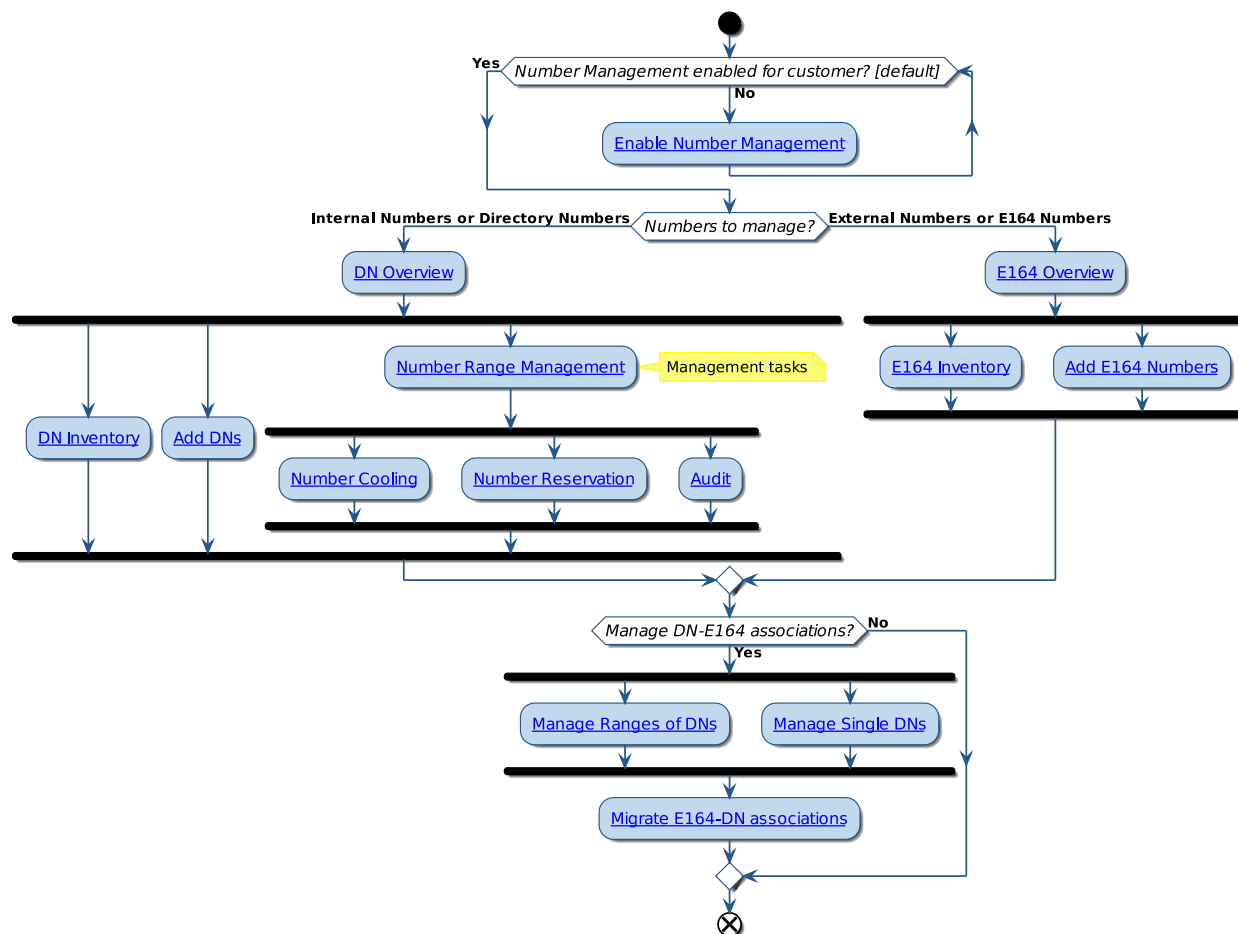 Yes
Number Management enabled for customer? [default]
No
Enable Number Management
Internal Numbers or Directory Numbers
Numbers to manage?
External Numbers or E164 Numbers
DN Overview
E164 Overview
Number Range Management
Management tasks
E164 Inventory
Add E164 Numbers
DN Inventory
Add DNs
Number Cooling
Number Reservation
Audit
Manage DN-E164 associations?
No
Yes
Manage Ranges of DNs
Manage Single DNs
Migrate E164-DN associations